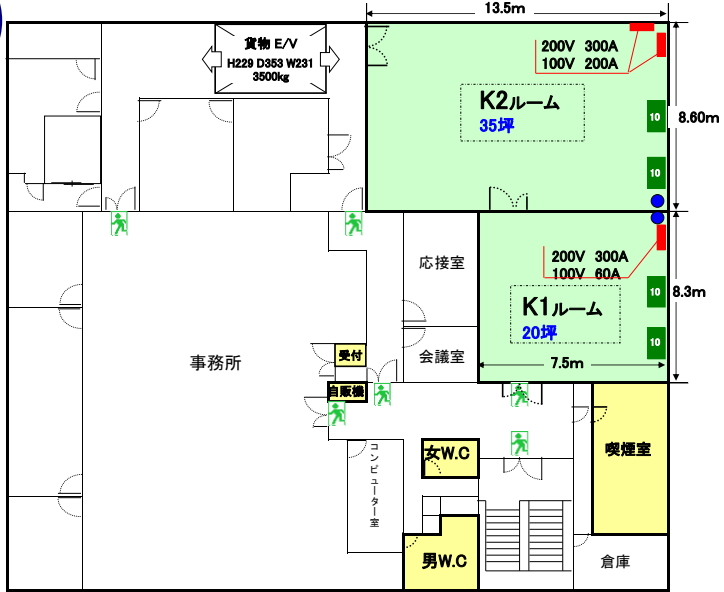 13.5m
貨物 E/V
H229 D353 W231
3500kg
200V 300A
100V 200A
K2ルーム
35坪
10
8.60m
10
応接室
200V 300A
100V 60A
10
8.3m
K1ルーム
20坪
10
事務所
受付
会議室
7.5m
自販機
女W.C
喫煙室
コンピューター室
男W.C
倉庫